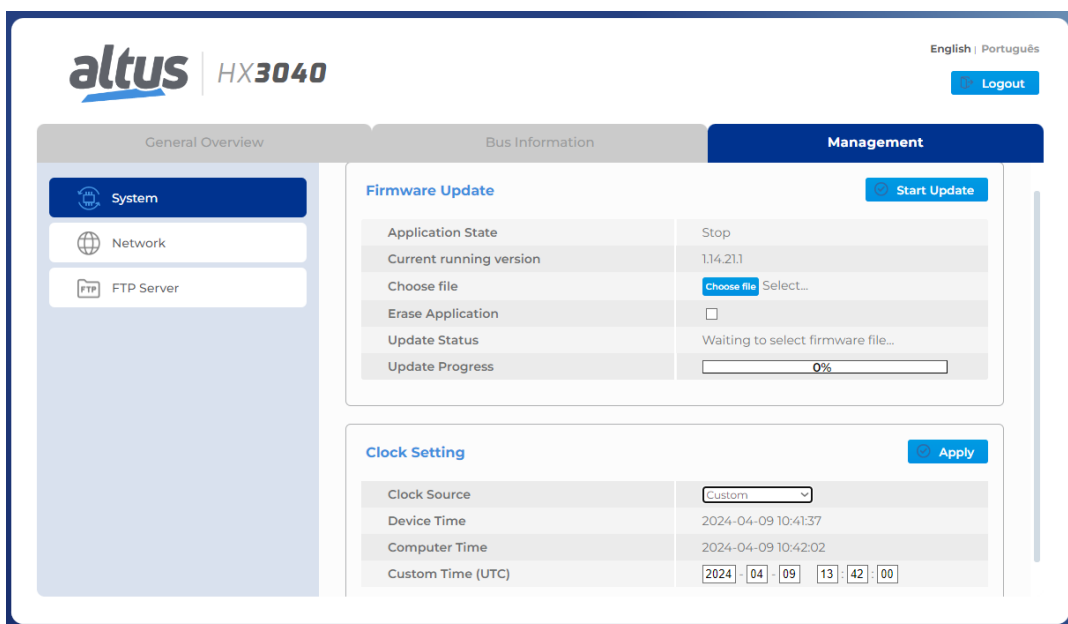 English | Português
altus HX3040
Logout
General Overview Bus Information Management
System
Network
FTP
FTP Server
Firmware Update Start Update
Application State Stop
Current running version 1.14.21.1
Choose file Choose file Select...
Erase Application
Update Status Waiting to select firmware file...
Update Progress 0%
Clock Setting Apply
Clock Source Custom
Device Time 2024-04-09 10:41:37
Computer Time 2024-04-09 10:42:02
Custom Time (UTC) 2024 - 04 - 09 13 : 42 : 00